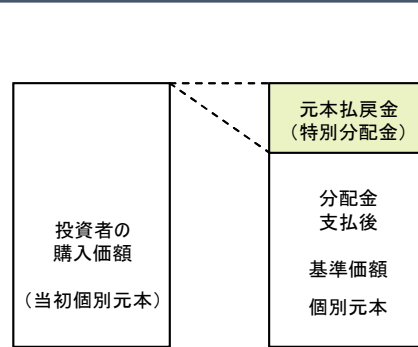 投資者の
購入価額
（当初個別元本）
元本払戻金
（特別分配金）
分配金
支払後
基準価額
個別元本